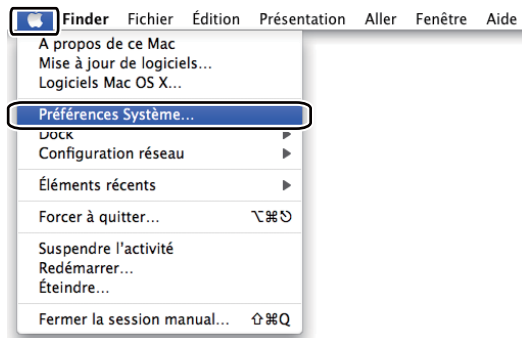 Finder Fichier Édition Présentation Aller Fenêtre Aide
À propos de ce Mac
Mise à jour de logiciels...
Logiciels Mac OS X...
Préférences Système...
Dock
Configuration réseau
Éléments récents
Forcer à quitter... ⌥⌘⎋
Suspendre l'activité
Redémarrer...
Éteindre...
Fermer la session manual... ⇧⌘Q